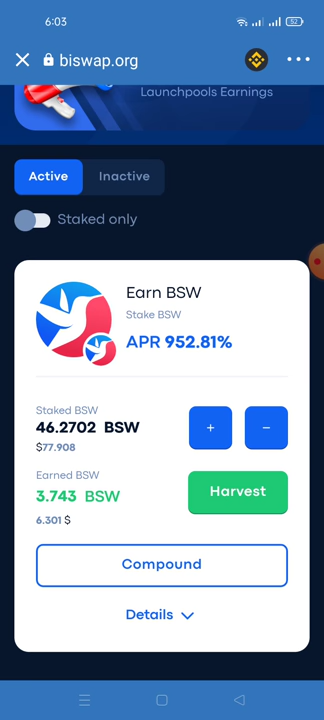 6:03
52
biswap.org
Launchpools Earnings
Active
Inactive
Staked only
Earn BSW
Stake BSW
APR 952.81%
Staked BSW
46.2702 BSW
+
−
$77.908
Earned BSW
3.743 BSW
Harvest
6.301 $
Compound
Details